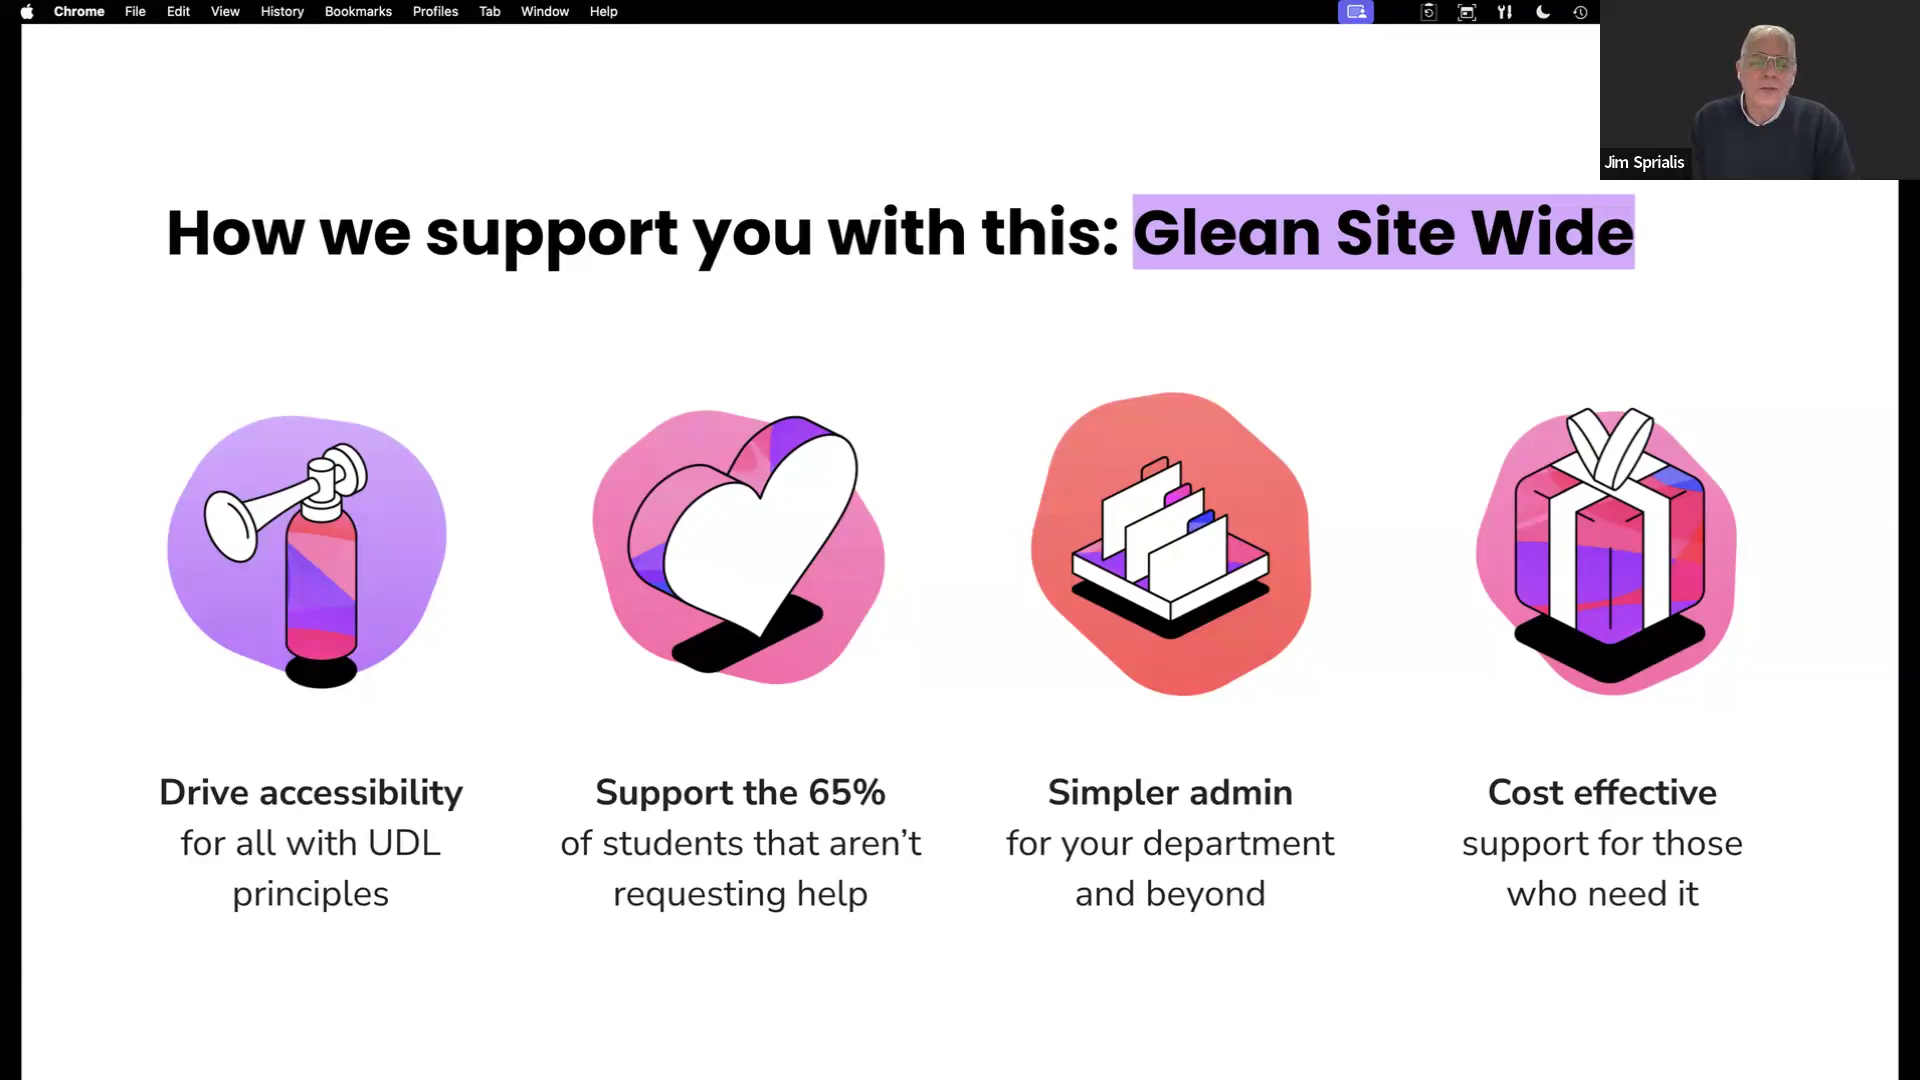 Chrome File Edit View History Bookmarks Profiles Tab Window Help
Jim Sprialis
How we support you with this: Glean Site Wide
Drive accessibility
for all with UDL
principles
Support the 65%
of students that aren’t
requesting help
Simpler admin
for your department
and beyond
Cost effective
support for those
who need it